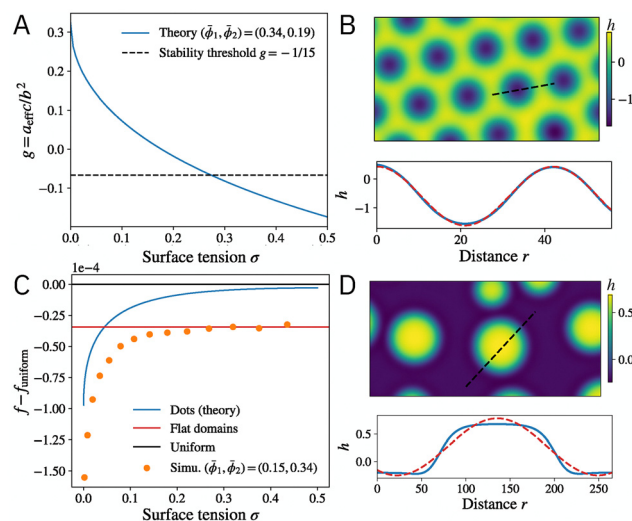 A
Theory (ϕ̄₁, ϕ̄₂) = (0.34, 0.19)
Stability threshold g = −1/15
g = a_eff c/b²
0.3
0.2
0.1
0.0
−0.1
0.0 0.1 0.2 0.3 0.4 0.5
Surface tension σ
B
h
0
−1
h
0
−1
0 20 40
Distance r
C
1e−4
f − f_uniform
0.00
−0.25
−0.50
−0.75
−1.00
−1.25
−1.50
Dots (theory)
Flat domains
Uniform
Simu. (ϕ̄₁, ϕ̄₂) = (0.15, 0.34)
0.0 0.1 0.2 0.3 0.4 0.5
Surface tension σ
D
h
0.5
0.0
h
0.5
0.0
0 50 100 150 200 250
Distance r